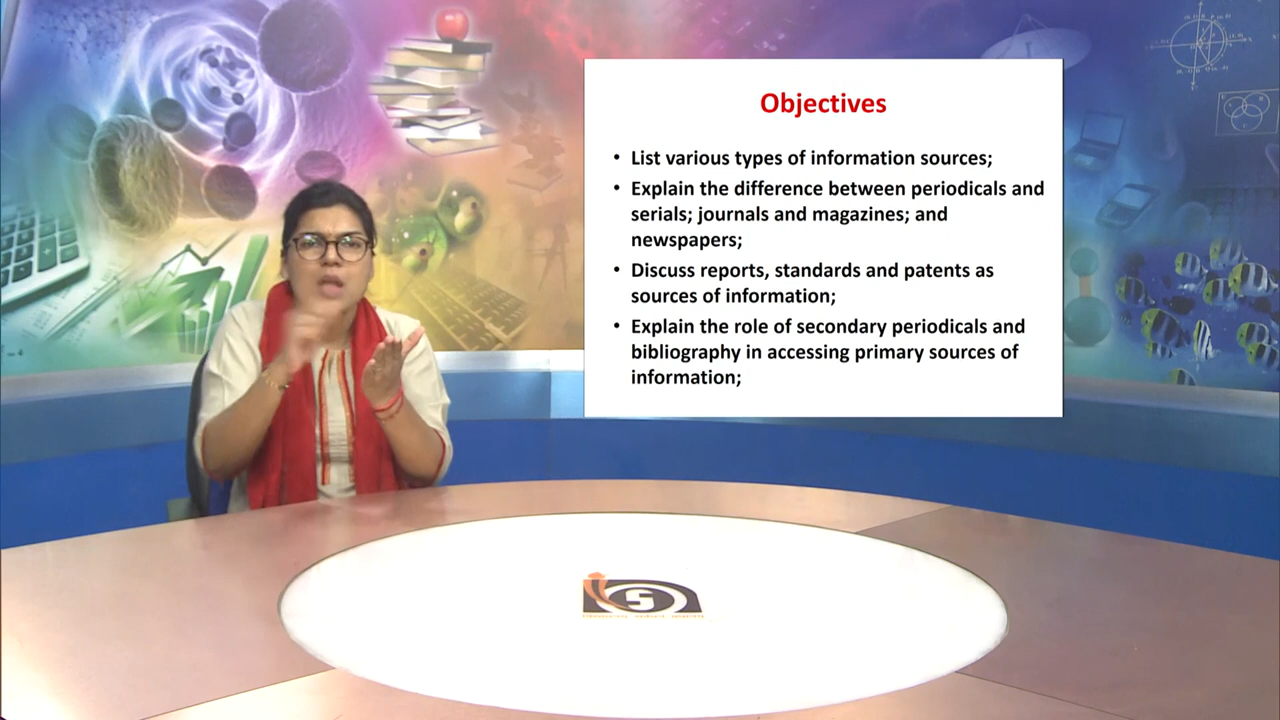 Objectives
• List various types of information sources;
• Explain the difference between periodicals and
serials; journals and magazines; and
newspapers;
• Discuss reports, standards and patents as
sources of information;
• Explain the role of secondary periodicals and
bibliography in accessing primary sources of
information;